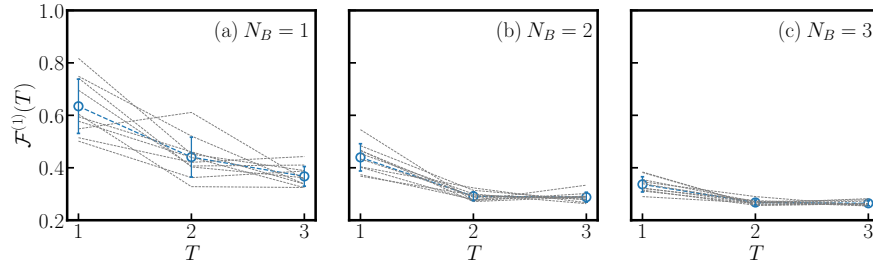 (a) N_B = 1
(b) N_B = 2
(c) N_B = 3
1.0
0.8
0.6
0.4
0.2
ℱ^(1)(T)
1 2 3
1 2 3
1 2 3
T
T
T